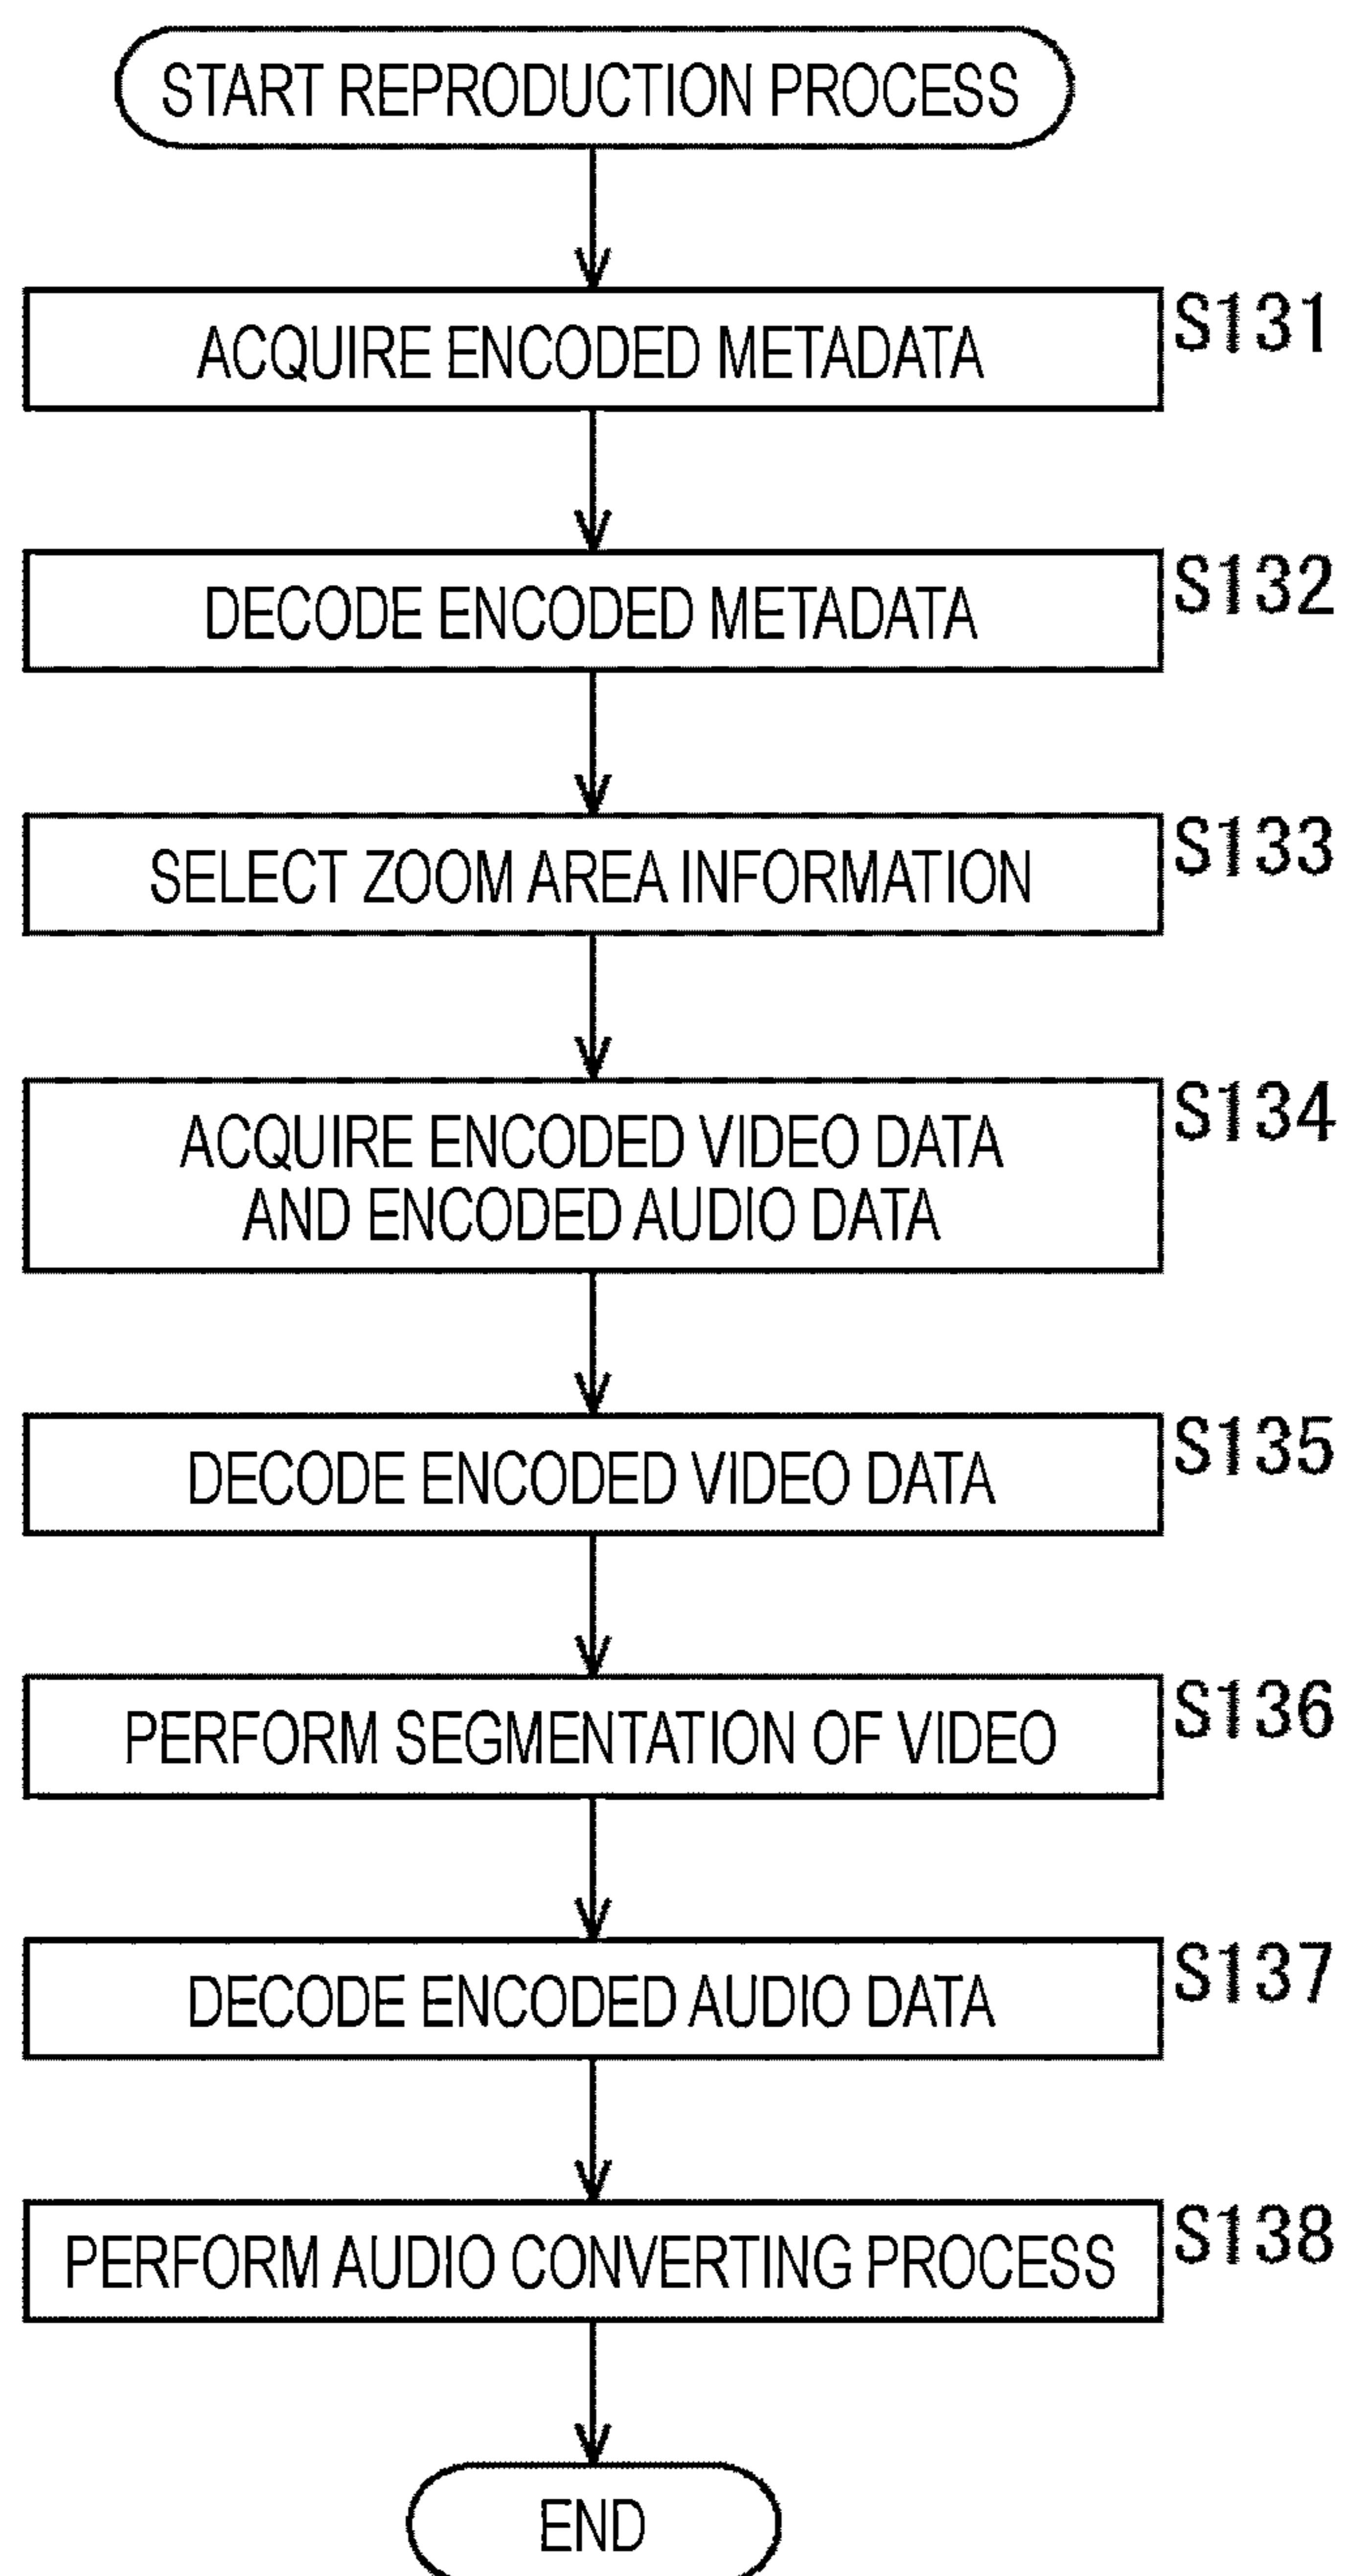 START REPRODUCTION PROCESS
ACQUIRE ENCODED METADATA
S131
DECODE ENCODED METADATA
S132
SELECT ZOOM AREA INFORMATION
S133
ACQUIRE ENCODED VIDEO DATA
AND ENCODED AUDIO DATA
S134
DECODE ENCODED VIDEO DATA
S135
PERFORM SEGMENTATION OF VIDEO
S136
DECODE ENCODED AUDIO DATA
S137
PERFORM AUDIO CONVERTING PROCESS
S138
END